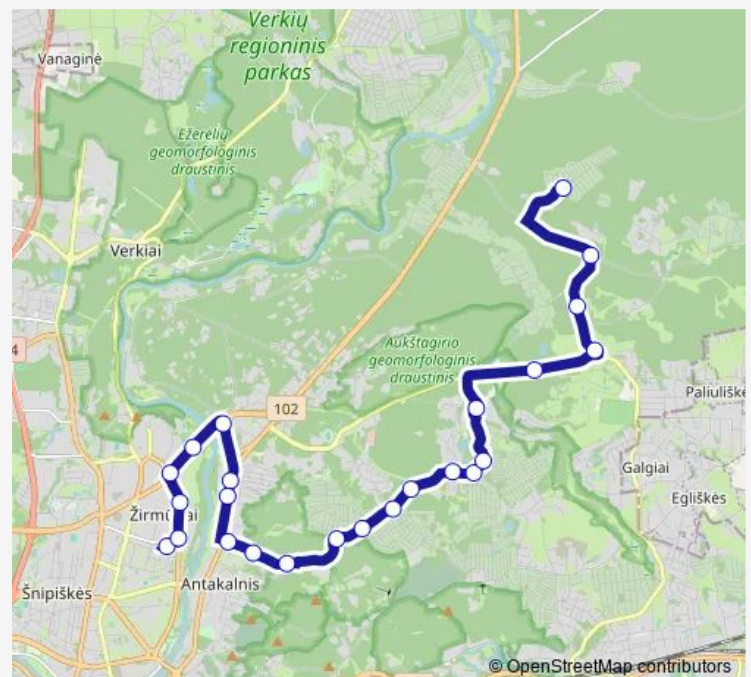 Verkių
regioninis
parkas
Vanaginė
Ežerėlių
geomorfologinis
draustinis
Verkiai
4
Aukštagirio
geomorfologinis
draustinis
102
Paliuliškė
Galgiai
Egliškės
Žirmūnai
Antakalnis
Šnipiškės
© OpenStreetMap contributors